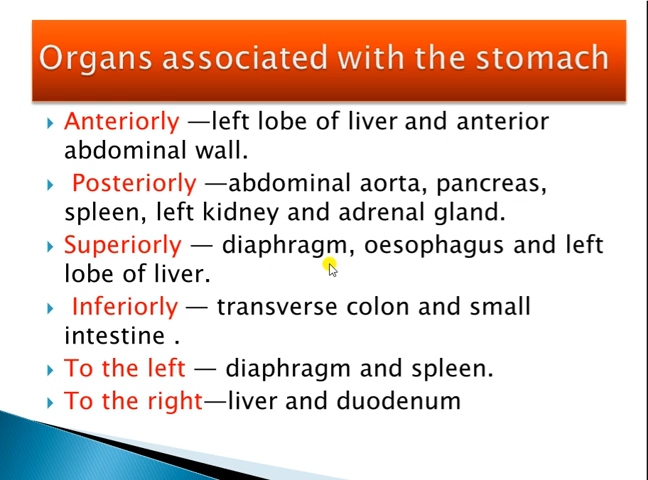 Organs associated with the stomach
Anteriorly —left lobe of liver and anterior
abdominal wall.
Posteriorly —abdominal aorta, pancreas,
spleen, left kidney and adrenal gland.
Superiorly — diaphragm, oesophagus and left
lobe of liver.
Inferiorly — transverse colon and small
intestine .
To the left — diaphragm and spleen.
To the right—liver and duodenum